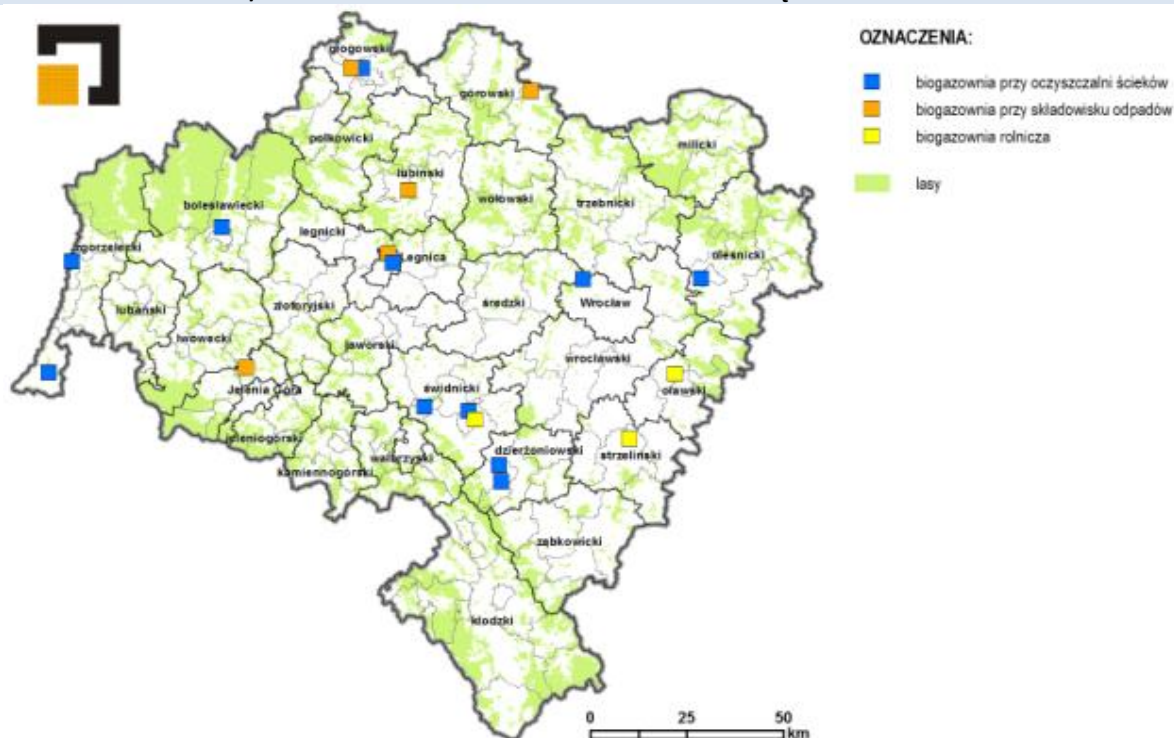 OZNACZENIA:
biogazownia przy oczyszczalni ścieków
biogazownia przy składowisku odpadów
biogazownia rolnicza
lasy
głogowski
górowski
polkowicki
milicki
lubiński
wołowski
trzebnicki
bolesławiecki
legnicki
zgorzelecki
Legnica
oleśnicki
lubański
złotoryjski
średzki
Wrocław
lwowecki
jaworski
wrocławski
Jelenia Góra
świdnicki
oławski
jeleniogórski
wałbrzyski
dzierżoniowski
strzeliński
kamiennogórski
ząbkowicki
kłodzki
0 25 50
km